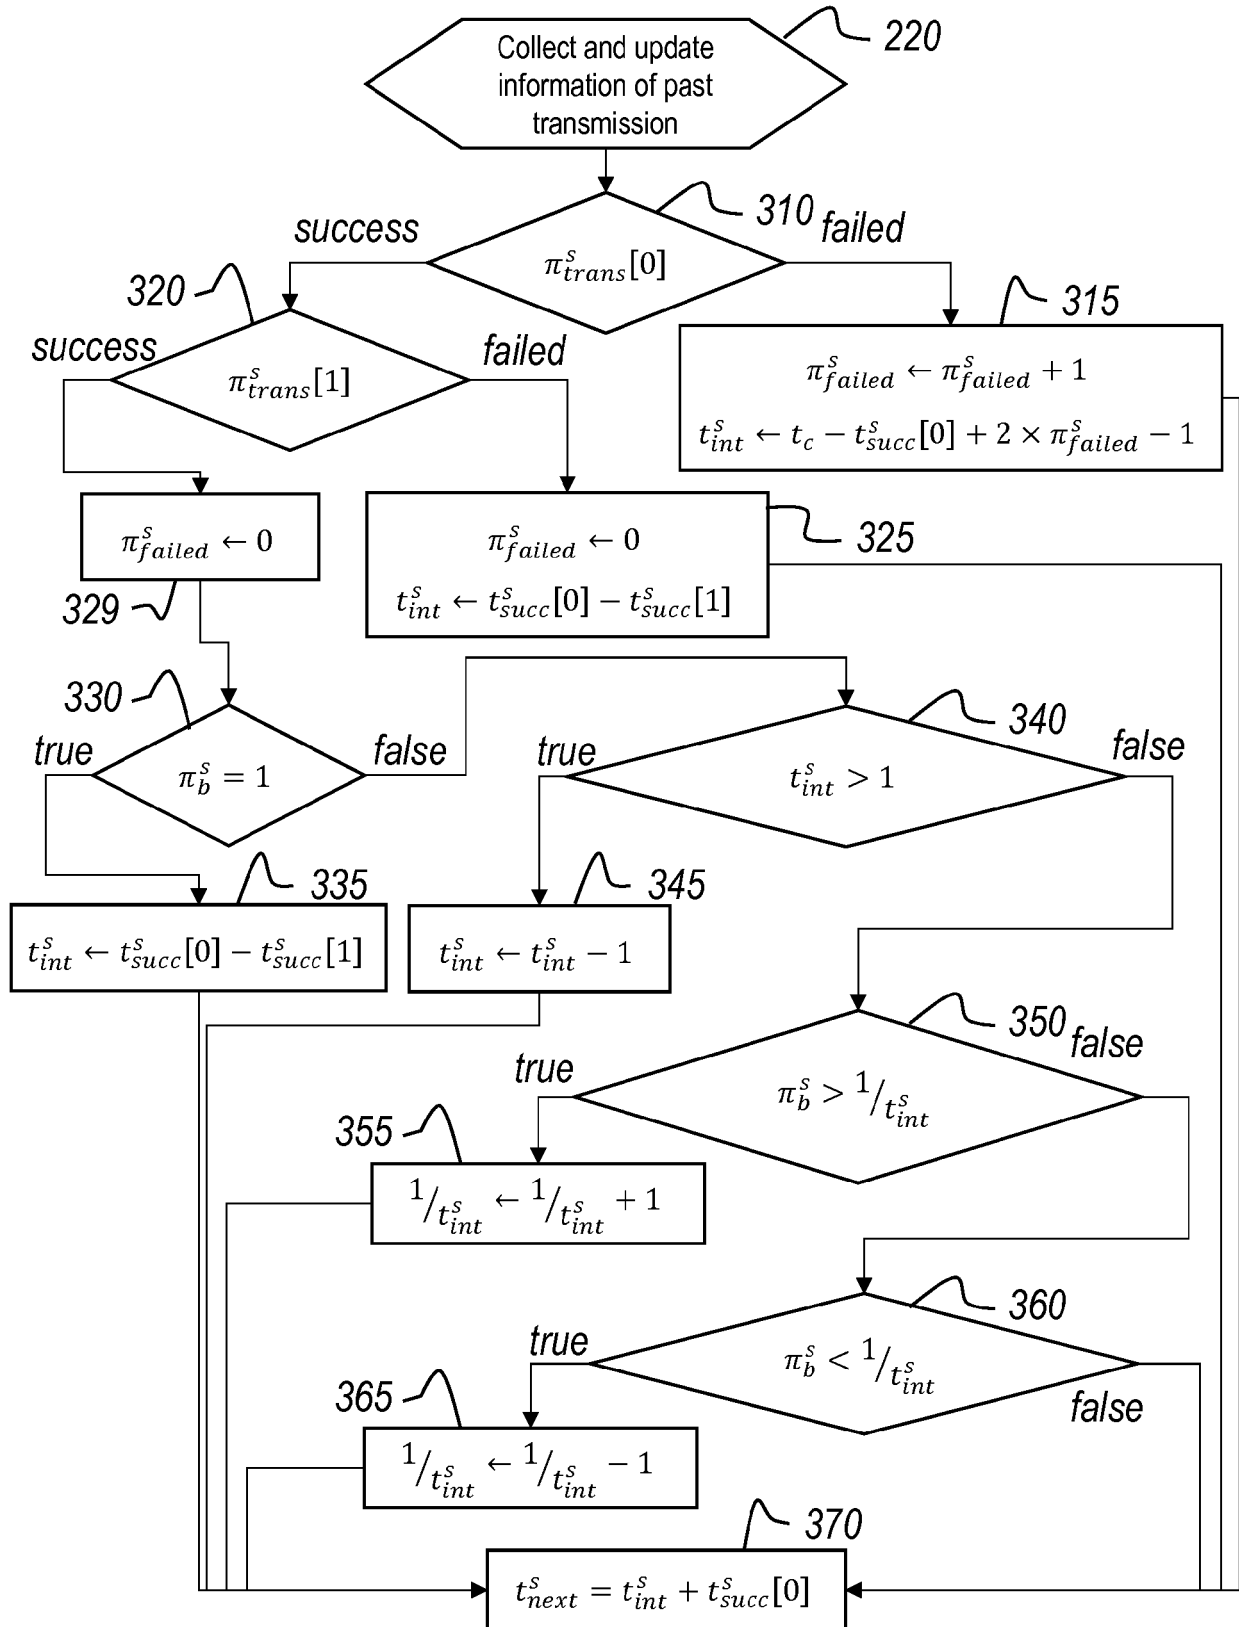 Collect and update
information of past
transmission
220
310
success
failed
π^s_trans[0]
320
315
success
failed
π^s_trans[1]
π^s_failed ← π^s_failed + 1
t^s_int ← t_c − t^s_succ[0] + 2 × π^s_failed − 1
π^s_failed ← 0
329
π^s_failed ← 0
t^s_int ← t^s_succ[0] − t^s_succ[1]
325
330
true
false
π^s_b = 1
340
true
false
t^s_int > 1
335
t^s_int ← t^s_succ[0] − t^s_succ[1]
345
t^s_int ← t^s_int − 1
350
true
false
π^s_b > 1/t^s_int
355
1/t^s_int ← 1/t^s_int + 1
360
true
false
π^s_b < 1/t^s_int
365
1/t^s_int ← 1/t^s_int − 1
370
t^s_next = t^s_int + t^s_succ[0]